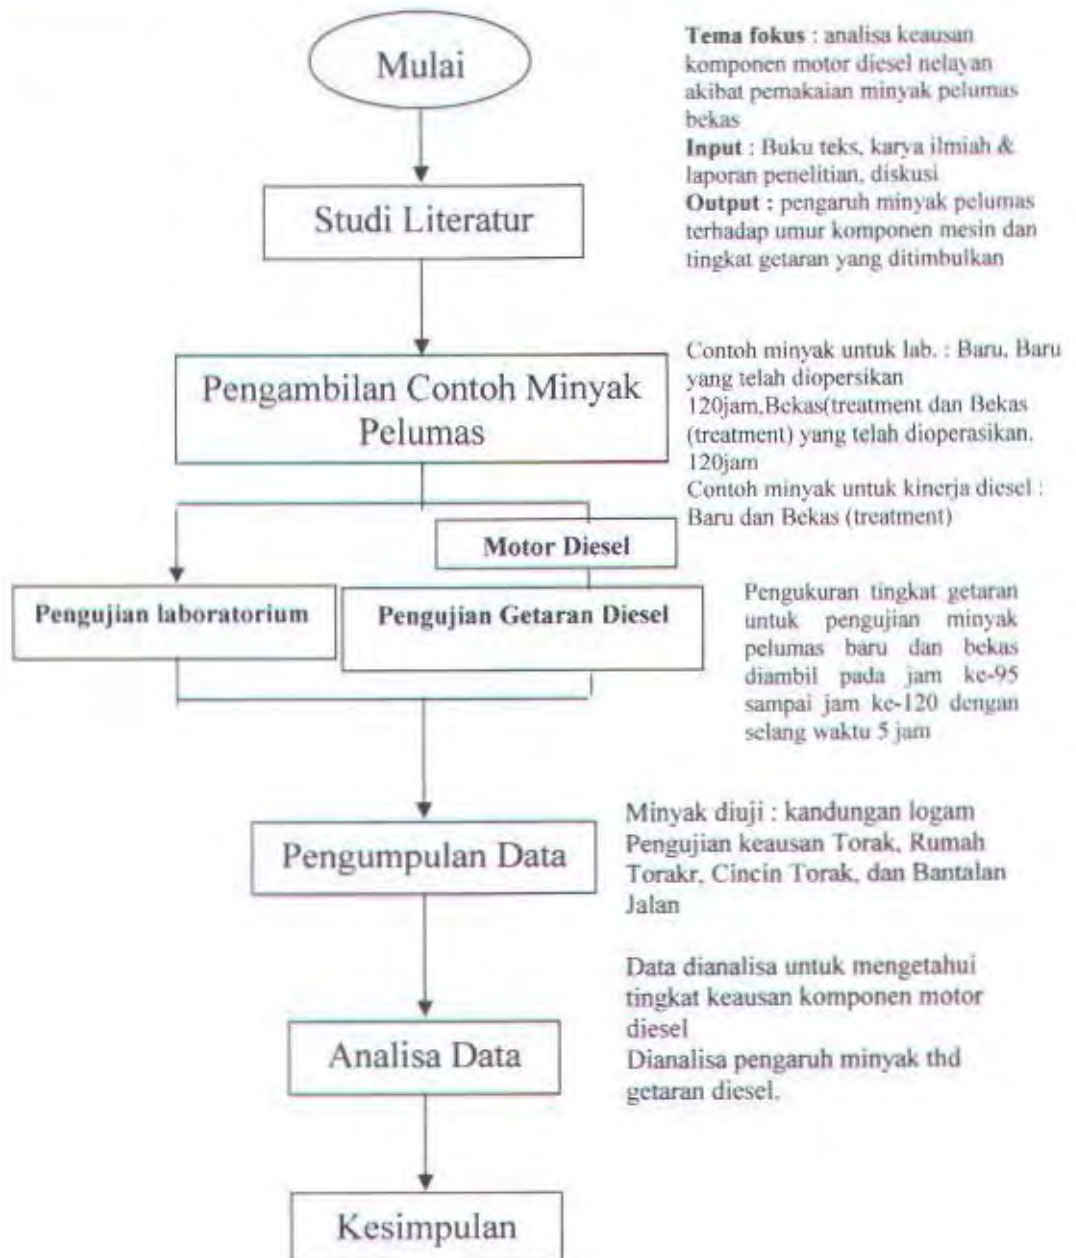 Mulai
Tema fokus : analisa keausan
komponen motor diesel nelayan
akibat pemakaian minyak pelumas
bekas
Input : Buku teks, karya ilmiah &
laporan penelitian, diskusi
Output : pengaruh minyak pelumas
terhadap umur komponen mesin dan
tingkat getaran yang ditimbulkan
Studi Literatur
Pengambilan Contoh Minyak
Pelumas
Contoh minyak untuk lab. : Baru, Baru
yang telah diopersikan
120jam,Bekas(treatment dan Bekas
(treatment) yang telah dioperasikan.
120jam
Contoh minyak untuk kinerja diesel :
Baru dan Bekas (treatment)
Motor Diesel
Pengujian laboratorium
Pengujian Getaran Diesel
Pengukuran tingkat getaran
untuk pengujian minyak
pelumas baru dan bekas
diambil pada jam ke-95
sampai jam ke-120 dengan
selang waktu 5 jam
Pengumpulan Data
Minyak diuji : kandungan logam
Pengujian keausan Torak, Rumah
Torakr, Cincin Torak, dan Bantalan
Jalan
Analisa Data
Data dianalisa untuk mengetahui
tingkat keausan komponen motor
diesel
Dianalisa pengaruh minyak thd
getaran diesel.
Kesimpulan